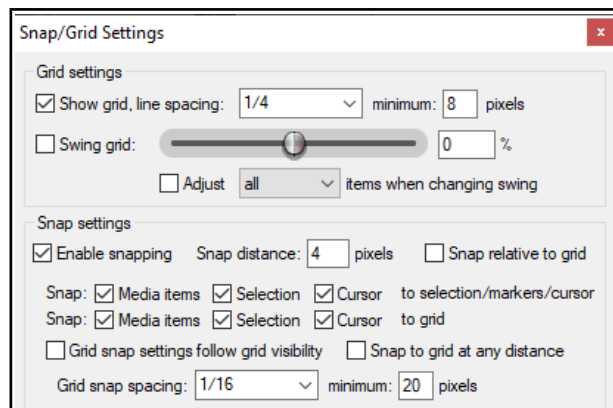 Snap/Grid Settings
x
Grid settings
Show grid, line spacing: 1/4 minimum: 8 pixels
Swing grid: 0 %
Adjust all items when changing swing
Snap settings
Enable snapping Snap distance: 4 pixels Snap relative to grid
Snap: Media items Selection Cursor to selection/markers/cursor
Snap: Media items Selection Cursor to grid
Grid snap settings follow grid visibility Snap to grid at any distance
Grid snap spacing: 1/16 minimum: 20 pixels